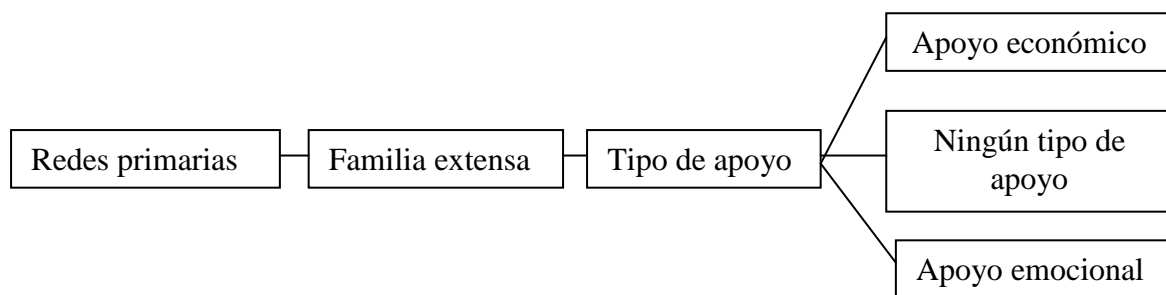 Redes primarias
Familia extensa
Tipo de apoyo
Apoyo económico
Ningún tipo de
apoyo
Apoyo emocional